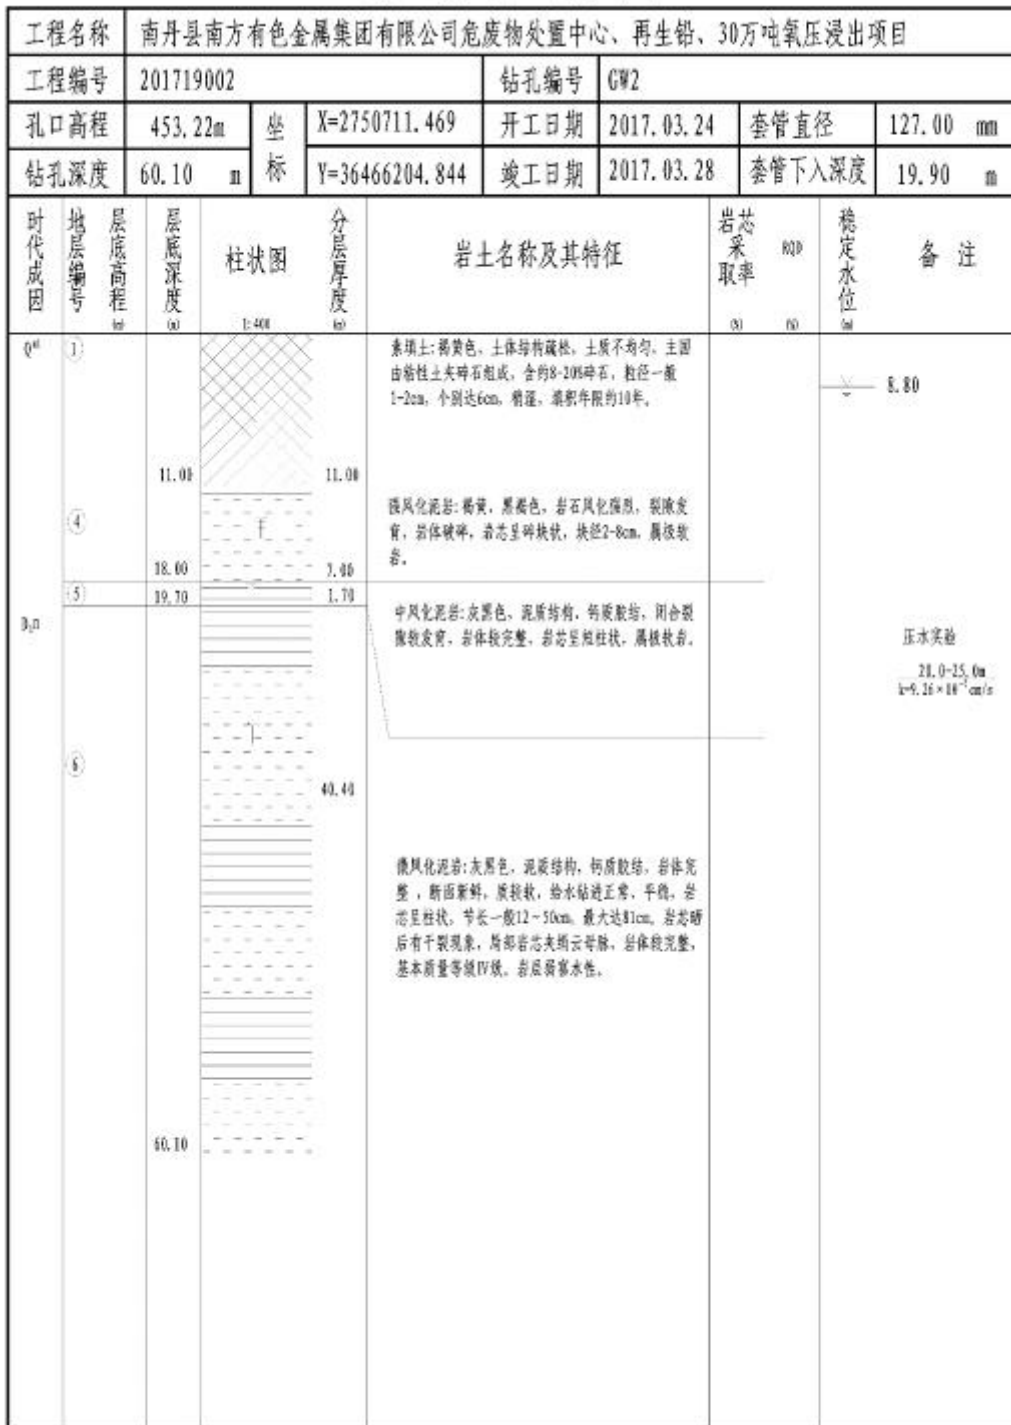 工程名称 南丹县南方有色金属集团有限公司危废物处置中心、再生铅、30万吨氧压浸出项目
工程编号 201719002 钻孔编号 GW2
孔口高程 453.22m 坐标 X=2750711.469 开工日期 2017.03.24 套管直径 127.00 mm
钻孔深度 60.10 m Y=36466204.844 竣工日期 2017.03.28 套管下入深度 19.90 m
时代成因 地层编号 层底高程(m) 层底深度(m) 柱状图 1:400 分层厚度(m) 岩土名称及其特征 岩芯采取率(%) RQD(%) 稳定水位(m) 备 注
① 素填土:褐黄色、土体结构疏松、土质不均匀、主因
由粘性土夹碎石组成,含约8-20%碎石,粒径一般
1-2cm,个别达6cm,稍湿、填积年限约10年。
8.80
11.00 11.00
④ 强风化泥岩:褐黄、黑褐色、岩石风化强烈、裂隙发
育、岩体破碎、岩芯呈碎块状、块径2-8cm,属极软
岩。
18.00 7.00
⑤ 19.70 1.70
中风化泥岩:灰黑色、泥质结构、钙质胶结、闭合裂
隙较发育、岩体较完整、岩芯呈短柱状、属极软岩。
压水实验
20.0-25.0m
⑥ 40.40
微风化泥岩:灰黑色、泥质结构、钙质胶结、岩体完
整,断面新鲜,质较软,给水钻进正常、平稳,岩
芯呈柱状,节长一般12~50cm,最大达81cm,岩芯晒
后有干裂现象,局部岩芯夹绢云母脉,岩体较完整,
基本质量等级IV级。岩层弱富水性。
60.10